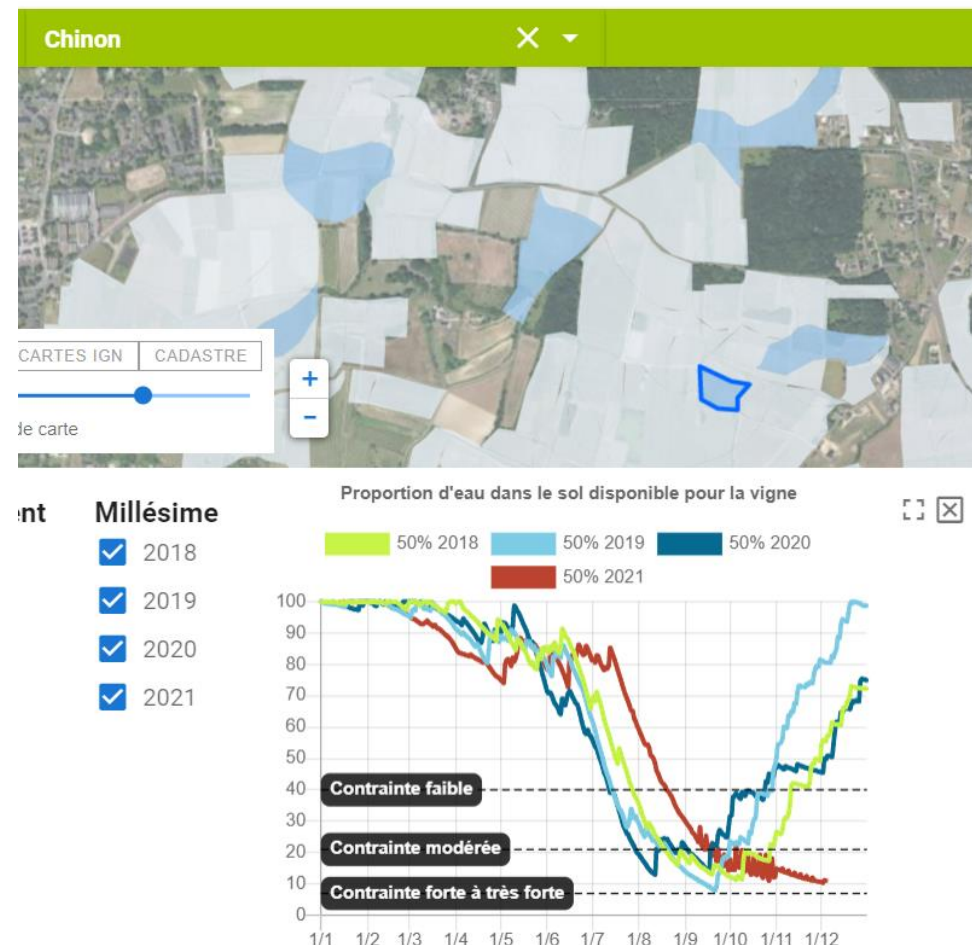 Chinon
CARTES IGN CADASTRE
+
−
de carte
Millésime
2018
2019
2020
2021
Proportion d'eau dans le sol disponible pour la vigne
50% 2018 50% 2019 50% 2020
50% 2021
100
90
80
70
60
50
40
30
20
10
0
Contrainte faible
Contrainte modérée
Contrainte forte à très forte
1/1 1/2 1/3 1/4 1/5 1/6 1/7 1/8 1/9 1/10 1/11 1/12